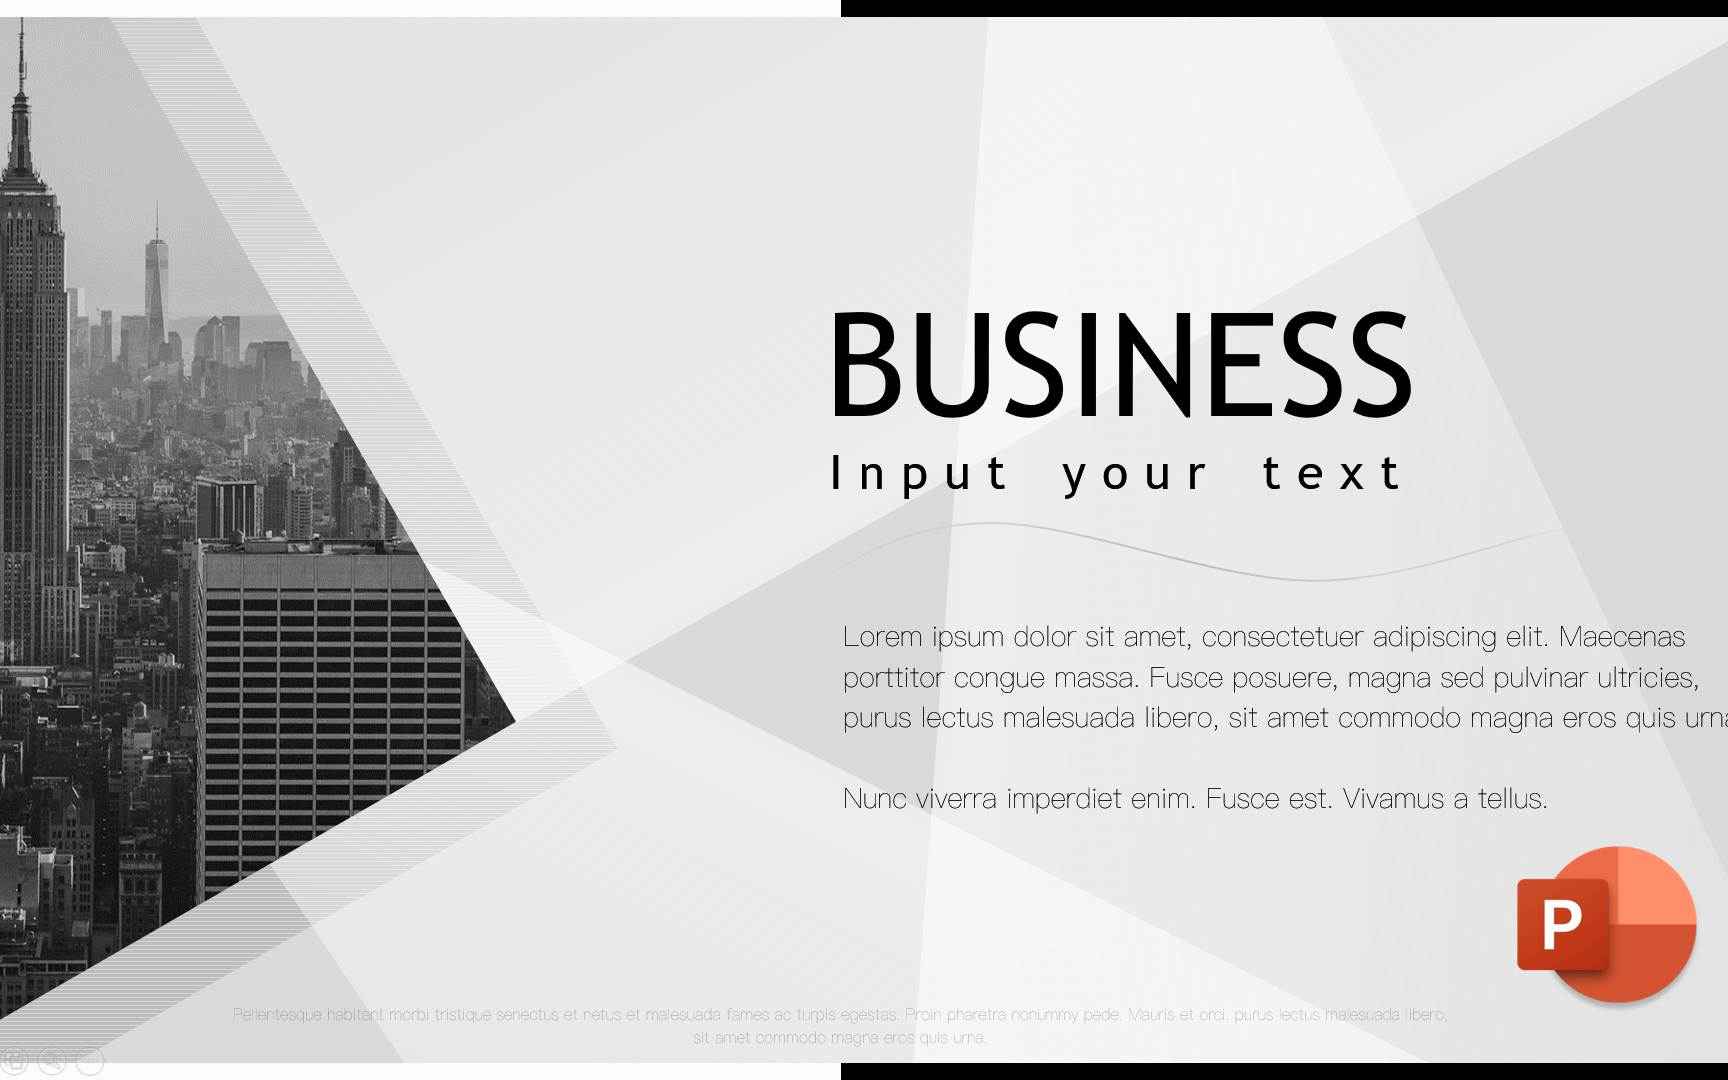 BUSINESS
Input your text
Lorem ipsum dolor sit amet, consectetuer adipiscing elit. Maecenas
porttitor congue massa. Fusce posuere, magna sed pulvinar ultricies,
purus lectus malesuada libero, sit amet commodo magna eros quis urna
Nunc viverra imperdiet enim. Fusce est. Vivamus a tellus.
P
Pellentesque habitant morbi tristique senectus et netus et malesuada fames ac turpis egestas. Proin pharetra nonummy pede. Mauris et orci. purus lectus malesuada libero,
sit amet commodo magna eros quis urna.